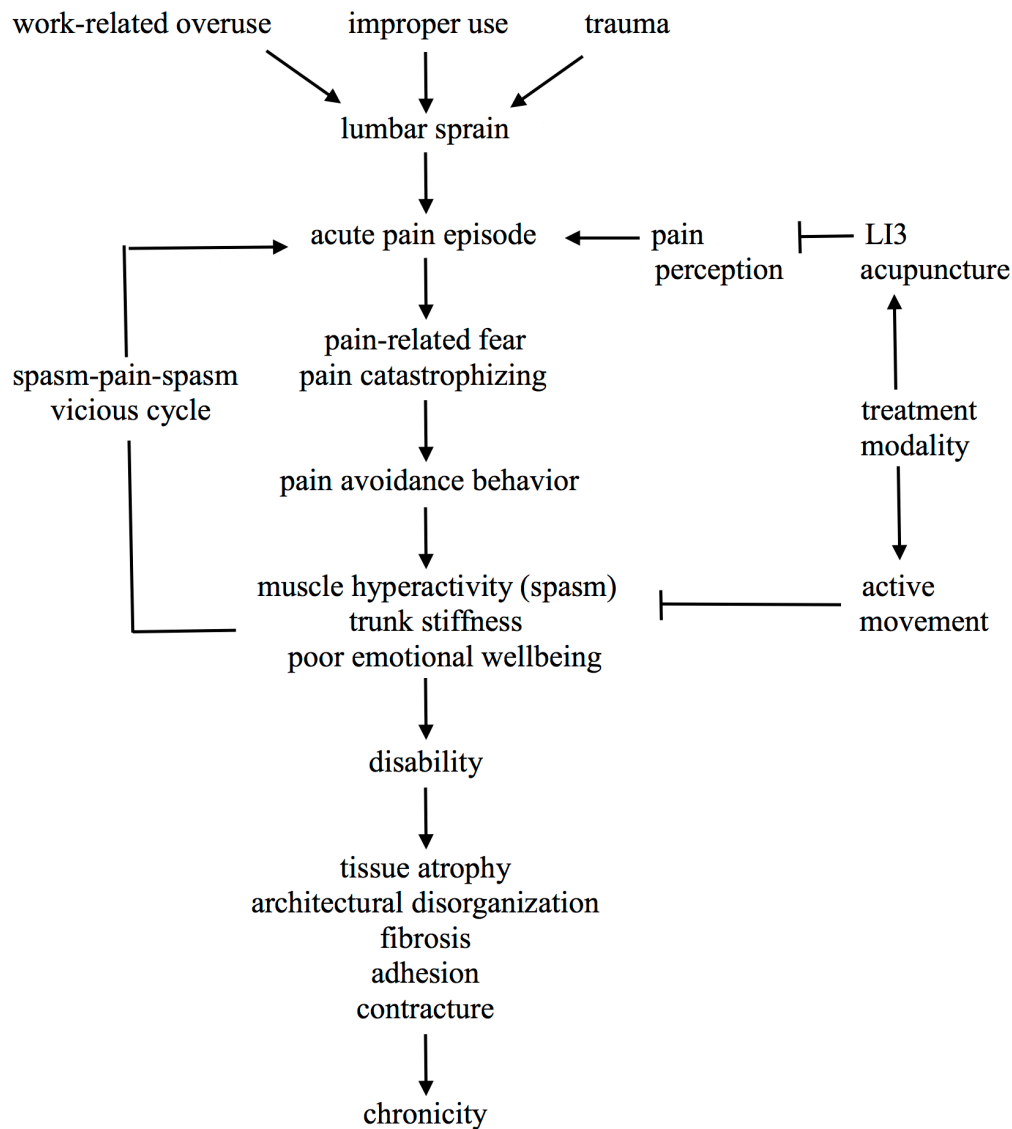 work-related overuse
improper use
trauma
lumbar sprain
acute pain episode
pain
perception
LI3
acupuncture
pain-related fear
pain catastrophizing
spasm-pain-spasm
vicious cycle
treatment
modality
pain avoidance behavior
muscle hyperactivity (spasm)
trunk stiffness
poor emotional wellbeing
active
movement
disability
tissue atrophy
architectural disorganization
fibrosis
adhesion
contracture
chronicity